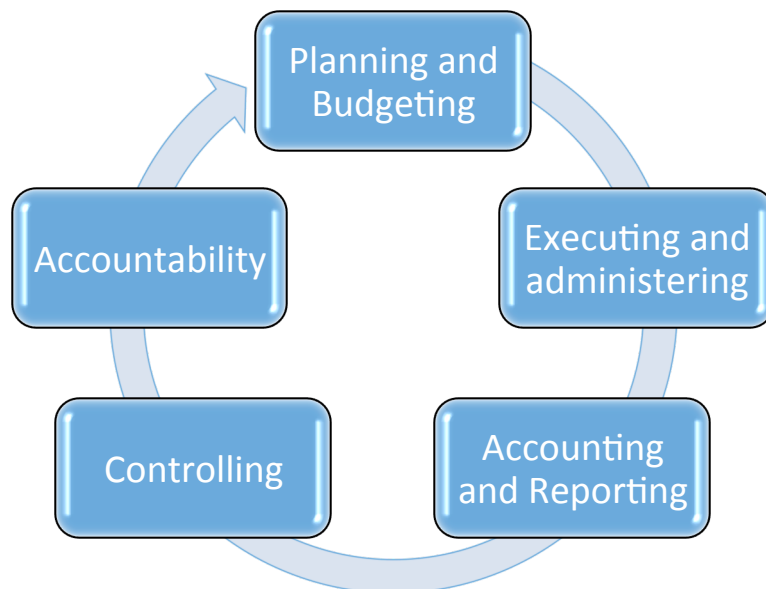 Planning and
Budgeting
Executing and
administering
Accounting
and Reporting
Controlling
Accountability